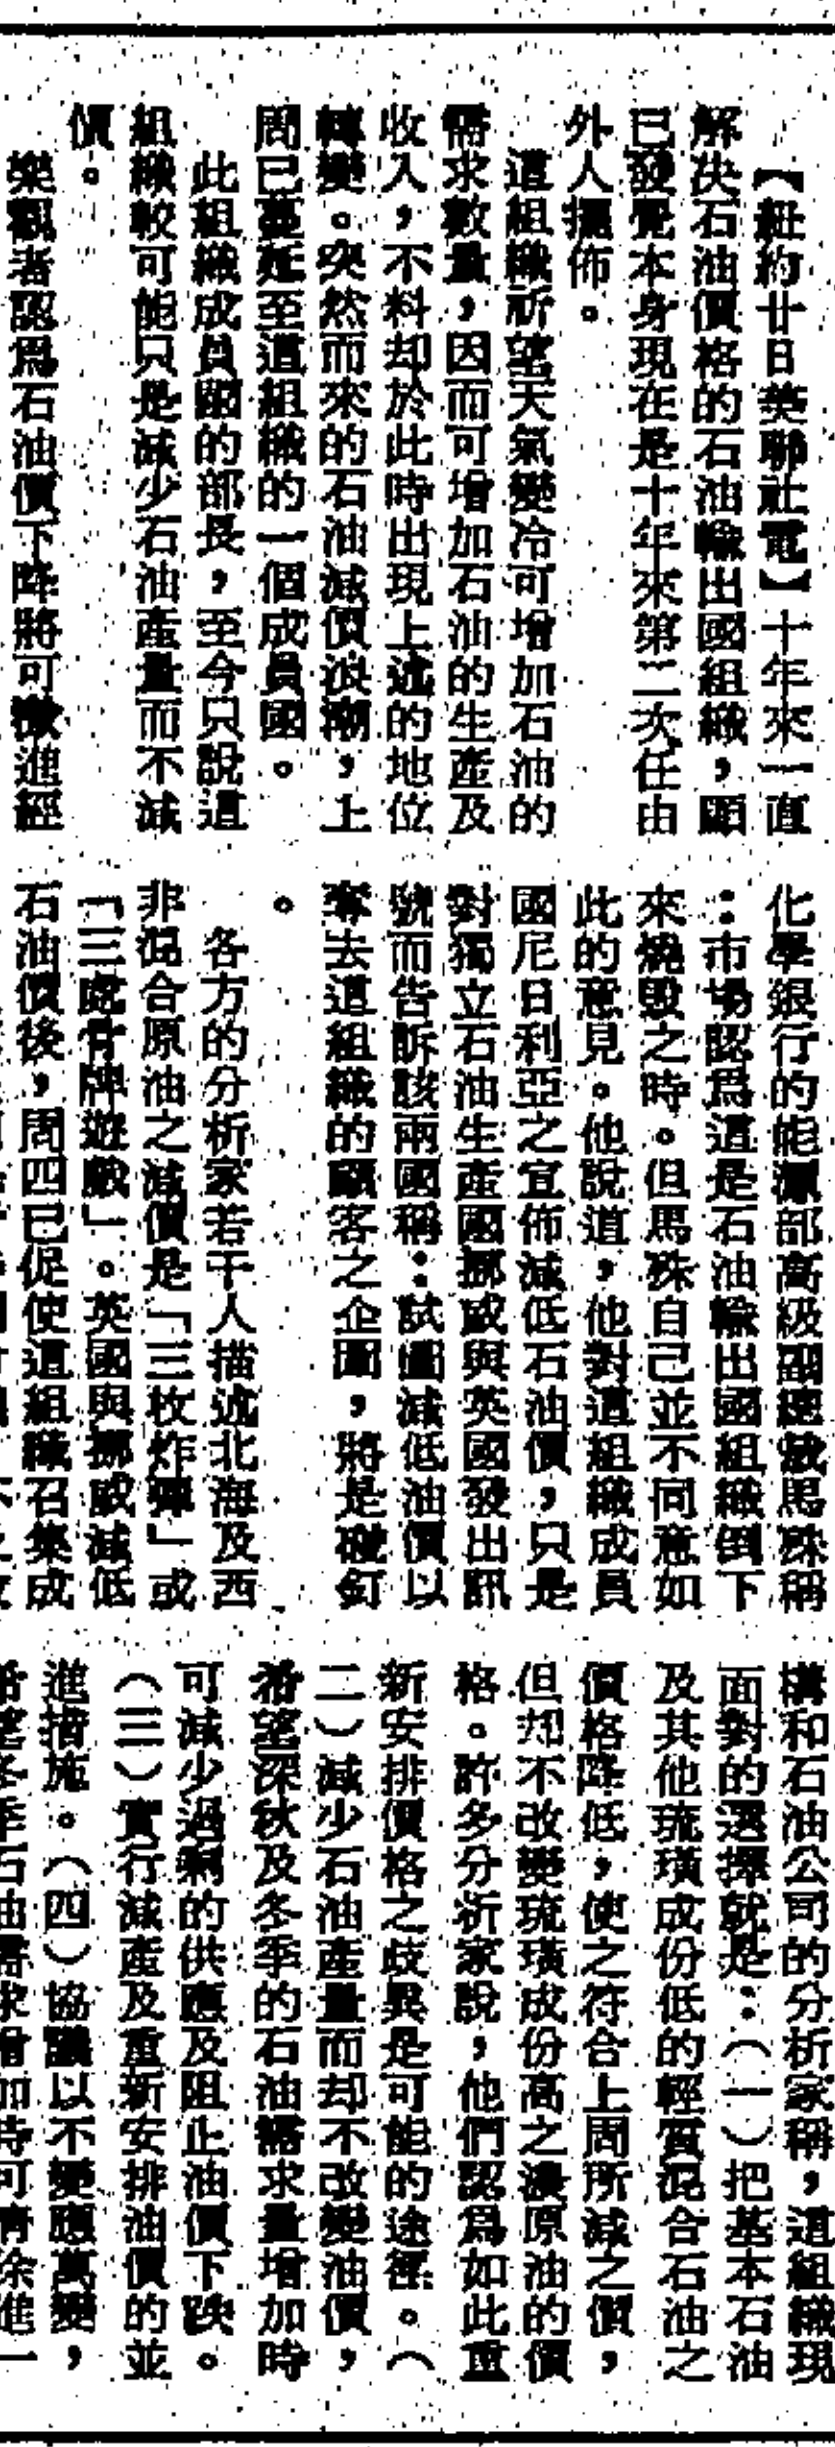 【紐約廿日美聯社電】十年來一直
解決石油價格的石油輸出國組織，顯
已發覺本身現在是十年來第二次任由
外人擺佈。
這組織祈望天氣變冷可增加石油的
需求數量，因而可增加石油的生產及
收入，不料却於此時出現上述的地位
轉變。突然而來的石油減價浪潮，上
周已蔓延至這組織的一個成員國。
此組織成員國的部長，至今只說這
組織較可能只是減少石油產量而不減
價。
樂觀者認爲石油價下降將可進經
化學銀行的能源部高級副總裁馬殊稱
：市場認爲這是石油輸出國組織倒下
來燒毀之時。但馬殊自己並不同意如
此的意見。他說道，他對這組織成員
國尼日利亞之宣佈減低石油價，只是
對獨立石油生產國挪威與英國發出訊
號而告訴該兩國稱：試圖減低油價以
奪去這組織的顧客之企圖，將是碰釘
。
各方的分析家若干人描述北海及西
非混合原油之減價是「三枚炸彈」或
「三處骨牌遊戲」。英國與挪威減低
石油價後，周四已促使這組織召集成
構和石油公司的分析家稱，這組織現
面對的選擇就是：（一）把基本石油
及其他琉璜成份低的輕質混合石油之
價格降低，使之符合上周所減之價，
但却不改變琉璜成份高之濃原油的價
格。許多分析家說，他們認爲如此重
新安排價格之歧異是可能的途徑。（
二）減少石油產量而却不改變油價，
希望深秋及冬季的石油需求量增加時
可減少過剩的供應及阻止油價下跌。
（三）實行減產及重新安排油價的並
進措施。（四）協議以不變應萬變，
希望冬季石油需求增加時可清除進一